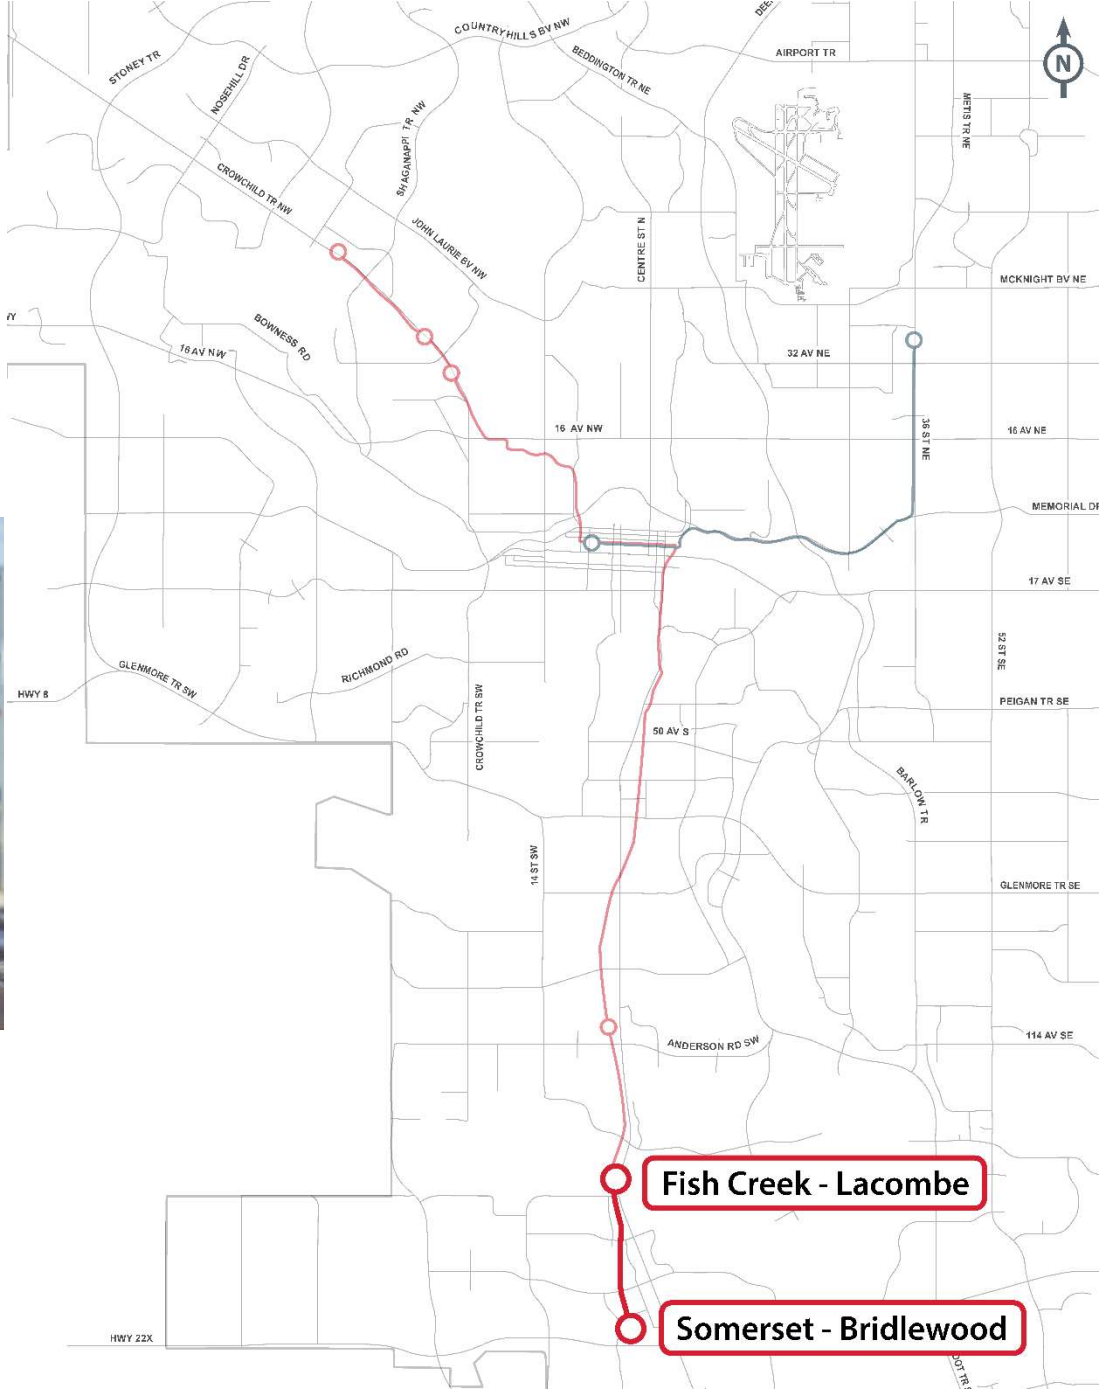 COUNTRYHILLS BV NW
STONEY TR
NOSEHILL DR
BEDDINGTON TR NE
AIRPORT TR
N
METIS TR NE
SHAGANAPPI TR NW
CROWCHILD TR NW
JOHN LAURIE BV NW
CENTRE ST N
MCKNIGHT BV NE
BOWNESS RD
16 AV NW
32 AV NE
36 ST NE
16 AV NW
16 AV NE
MEMORIAL DR
17 AV SE
52 ST SE
GLENMORE TR SW
RICHMOND RD
HWY 8
CROWCHILD TR SW
50 AV S
PEIGAN TR SE
BARLOW TR
14 ST SW
GLENMORE TR SE
ANDERSON RD SW
114 AV SE
Fish Creek - Lacombe
Somerset - Bridlewood
HWY 22X